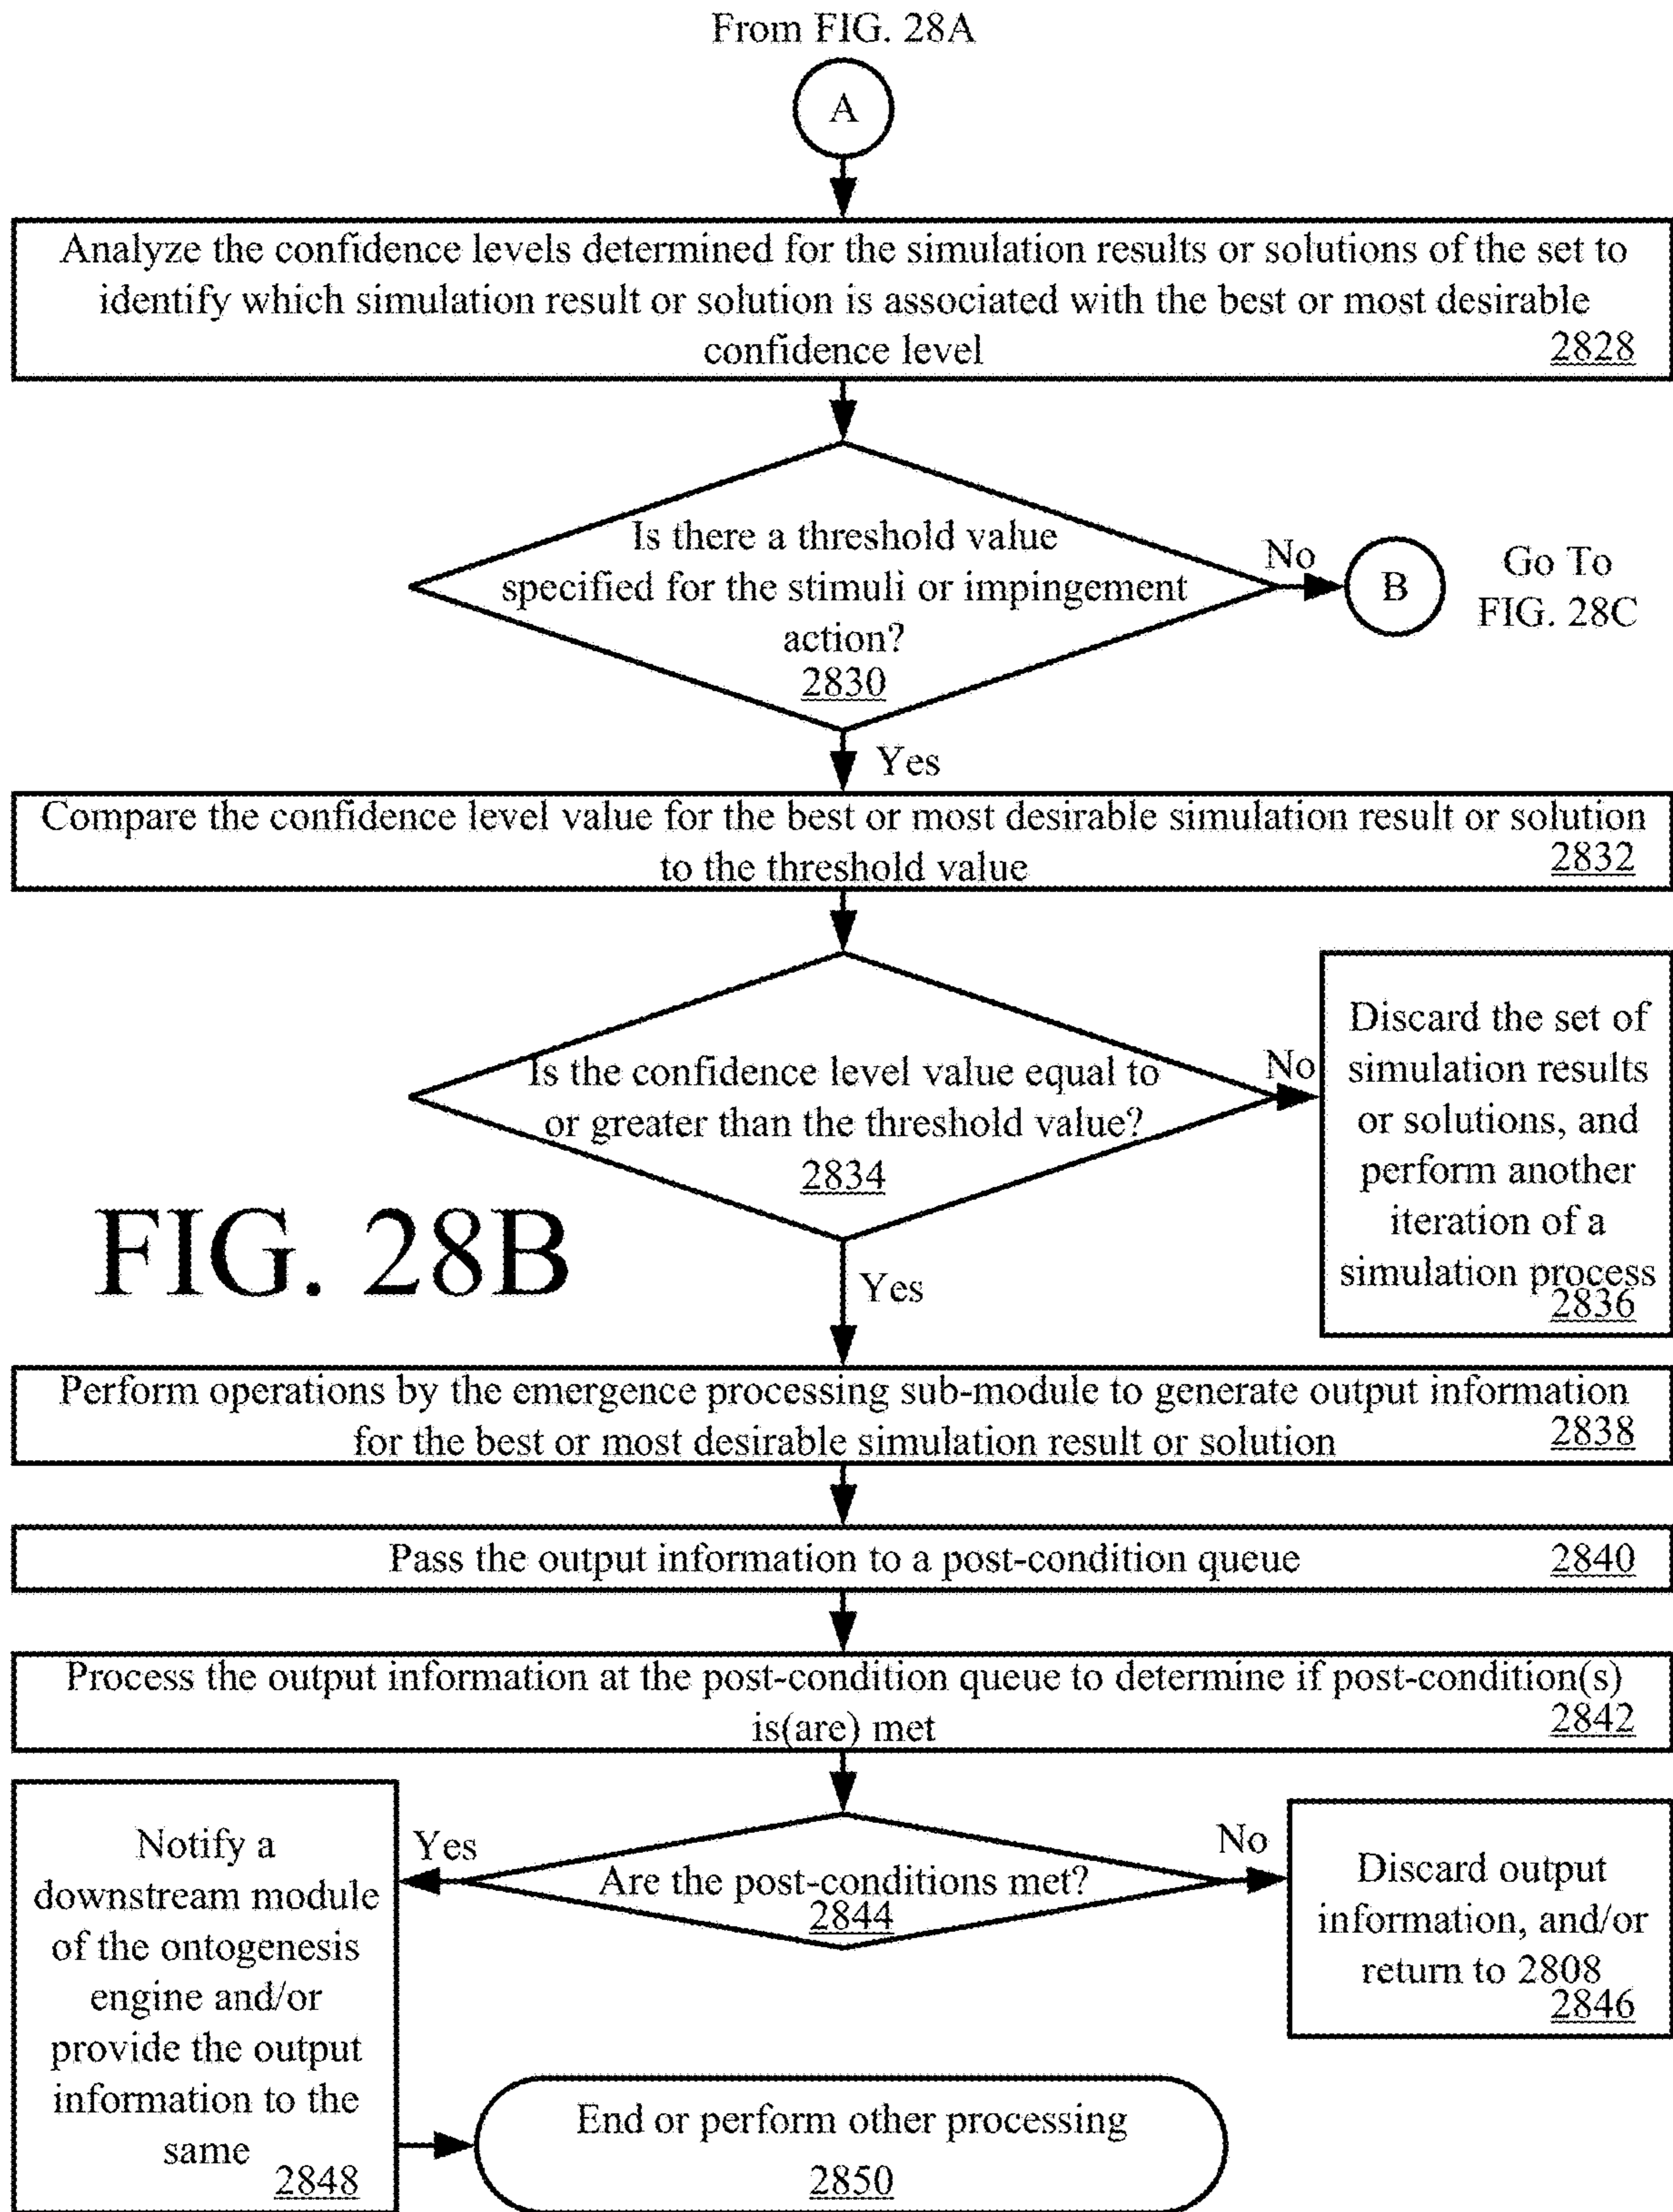 From FIG. 28A
A
Analyze the confidence levels determined for the simulation results or solutions of the set to
identify which simulation result or solution is associated with the best or most desirable
confidence level
2828
Is there a threshold value
specified for the stimuli or impingement
action?
2830
No
B
Go To
FIG. 28C
Yes
Compare the confidence level value for the best or most desirable simulation result or solution
to the threshold value
2832
Is the confidence level value equal to
or greater than the threshold value?
2834
No
Discard the set of
simulation results
or solutions, and
perform another
iteration of a
simulation process
2836
FIG. 28B
Yes
Perform operations by the emergence processing sub-module to generate output information
for the best or most desirable simulation result or solution
2838
Pass the output information to a post-condition queue
2840
Process the output information at the post-condition queue to determine if post-condition(s)
is(are) met
2842
Are the post-conditions met?
2844
Yes
Notify a
downstream module
of the ontogenesis
engine and/or
provide the output
information to the
same
2848
No
Discard output
information, and/or
return to 2808
2846
End or perform other processing
2850